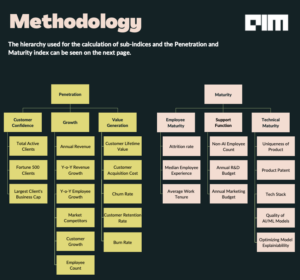 Methodology
AIM
The hierarchy used for the calculation of sub-indices and the Penetration and
Maturity index can be seen on the next page.
Penetration
Customer
Confidence
Total Active
Clients
Fortune 500
Clients
Largest Client's
Business Cap
Growth
Annual Revenue
Y-o-Y Revenue
Growth
Y-o-Y Employee
Growth
Market
Competitors
Customer
Growth
Employee
Count
Value
Generation
Customer Lifetime
Value
Customer
Acquisition Cost
Churn Rate
Customer Retention
Rate
Burn Rate
Maturity
Employee
Maturity
Attrition rate
Median Employee
Experience
Average Work
Tenure
Support
Function
Non-AI Employee
Count
Annual R&D
Budget
Annual Marketing
Budget
Technical
Maturity
Uniqueness of
Product
Product Patent
Tech Stack
Quality of
AI/ML Models
Optimizing Model
Explainiability